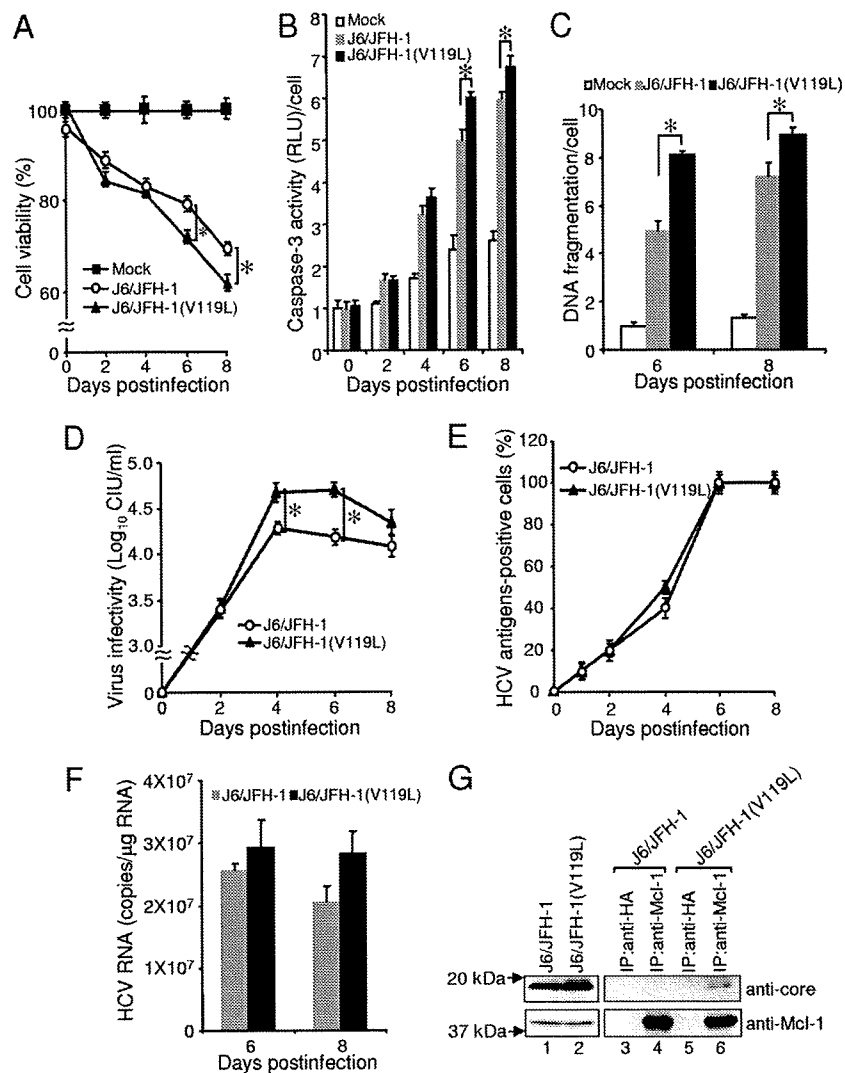 A
100
80
60
0
Cell viability (%)
Mock
J6/JFH-1
J6/JFH-1(V119L)
*
*
0 2 4 6 8
Days postinfection
B
Mock
J6/JFH-1
J6/JFH-1(V119L)
8
7
6
5
4
3
2
1
0
Caspase-3 activity (RLU)/cell
*
*
0 2 4 6 8
Days postinfection
C
Mock J6/JFH-1 J6/JFH-1(V119L)
10
8
6
4
2
0
DNA fragmentation/cell
*
*
6 8
Days postinfection
D
5.0
4.5
4.0
3.5
3.0
0
Virus infectivity (Log10 CIU/ml)
*
*
J6/JFH-1
J6/JFH-1(V119L)
0 2 4 6 8
Days postinfection
E
120
100
80
60
40
20
0
HCV antigens-positive cells (%)
J6/JFH-1
J6/JFH-1(V119L)
0 2 4 6 8
Days postinfection
F
4X10^7
3X10^7
2X10^7
1X10^7
0
HCV RNA (copies/µg RNA)
J6/JFH-1 J6/JFH-1(V119L)
6 8
Days postinfection
G
J6/JFH-1
J6/JFH-1(V119L)
J6/JFH-1
J6/JFH-1(V119L)
IP:anti-HA
IP:anti-Mcl-1
IP:anti-HA
IP:anti-Mcl-1
20 kDa
anti-core
37 kDa
anti-Mcl-1
1 2 3 4 5 6